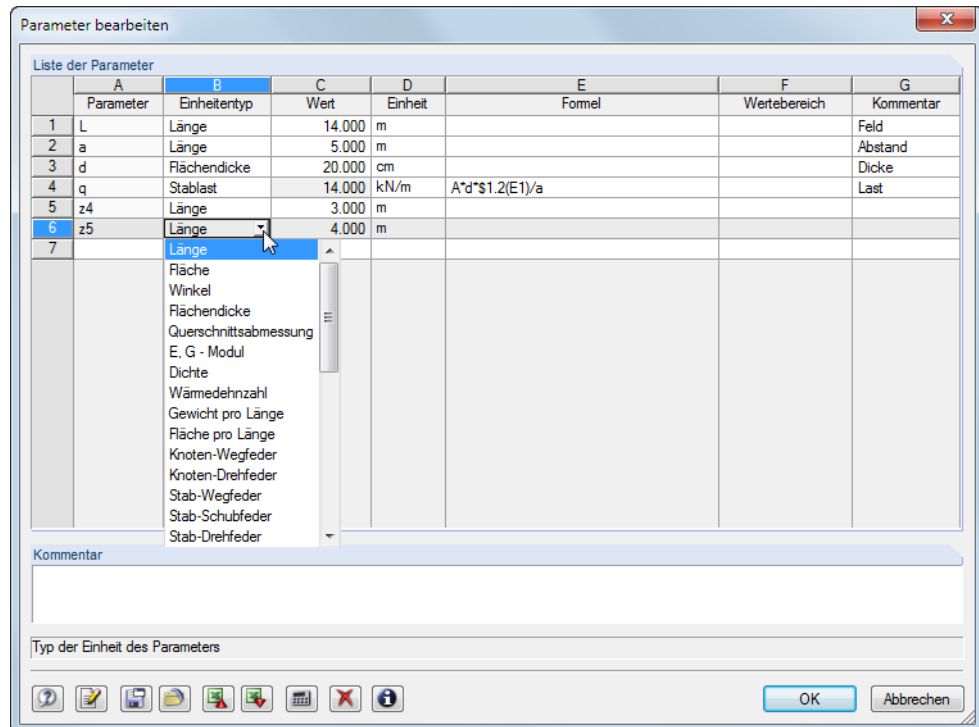 Parameter bearbeiten
Liste der Parameter
A B C D E F G
Parameter Einheitentyp Wert Einheit Formel Wertebereich Kommentar
1 L Länge 14.000 m Feld
2 a Länge 5.000 m Abstand
3 d Flächendicke 20.000 cm Dicke
4 q Stablast 14.000 kN/m A*d*$1.2(E1)/a Last
5 z4 Länge 3.000 m
6 z5 Länge 4.000 m
7
Länge
Fläche
Winkel
Flächendicke
Querschnittsabmessung
E, G - Modul
Dichte
Wärmedehnzahl
Gewicht pro Länge
Fläche pro Länge
Knoten-Wegfeder
Knoten-Drehfeder
Stab-Wegfeder
Stab-Schubfeder
Stab-Drehfeder
Kommentar
Typ der Einheit des Parameters
OK Abbrechen